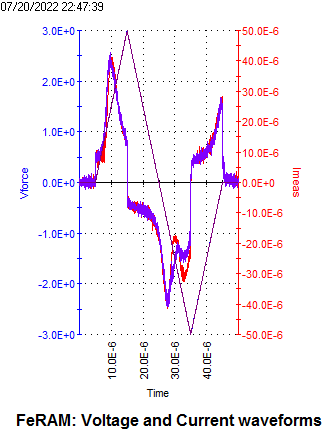 07/20/2022 22:47:39
3.0E+0
2.0E+0
1.0E+0
0.0E+0
-1.0E+0
-2.0E+0
-3.0E+0
Vforce
50.0E-6
40.0E-6
30.0E-6
20.0E-6
10.0E-6
0.0E+0
-10.0E-6
-20.0E-6
-30.0E-6
-40.0E-6
-50.0E-6
Imeas
10.0E-6
20.0E-6
30.0E-6
40.0E-6
Time
FeRAM: Voltage and Current waveforms